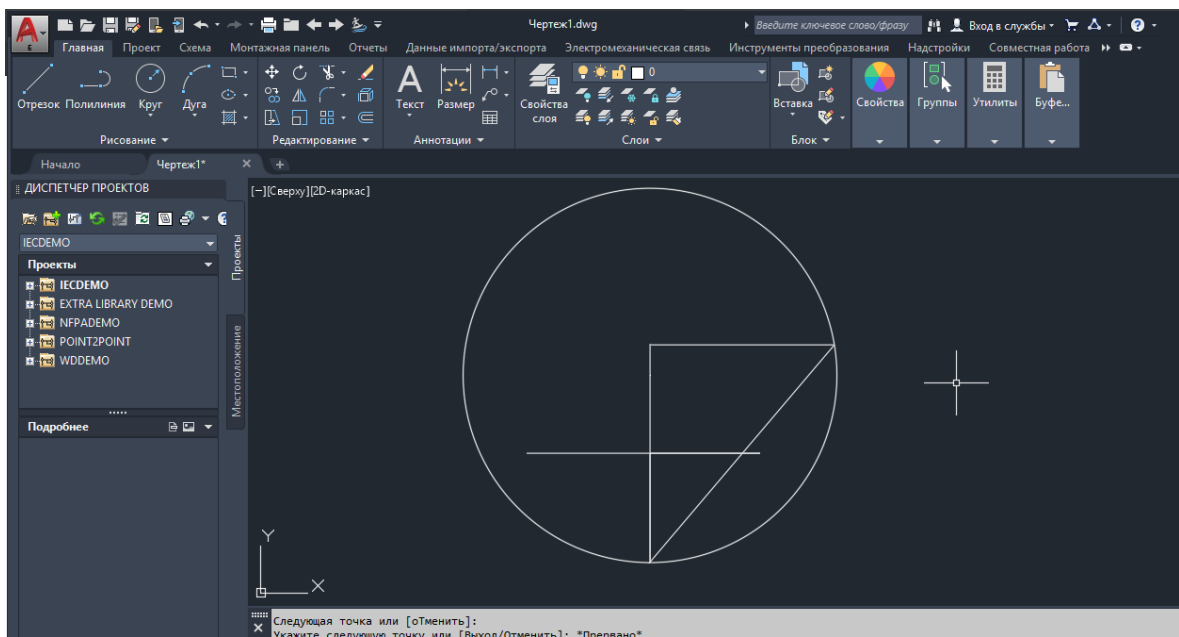 Чертеж1.dwg
Введите ключевое слово/фразу
Вход в службы
Главная Проект Схема Монтажная панель Отчеты Данные импорта/экспорта Электромеханическая связь Инструменты преобразования Надстройки Совместная работа
Отрезок Полилиния Круг Дуга
Текст Размер
Свойства слоя
0
Вставка
Свойства Группы Утилиты Буфе...
Рисование Редактирование Аннотации Слои Блок
Начало Чертеж1*
ДИСПЕТЧЕР ПРОЕКТОВ
[−][Сверху][2D-каркас]
IECDEMO
Проекты
IECDEMO
EXTRA LIBRARY DEMO
NFPADEMO
POINT2POINT
WDDEMO
Проекты
Местоположение
Подробнее
Y
X
Следующая точка или [оТменить]:
Укажите следующую точку или [Выход/Отменить]: *Прервано*